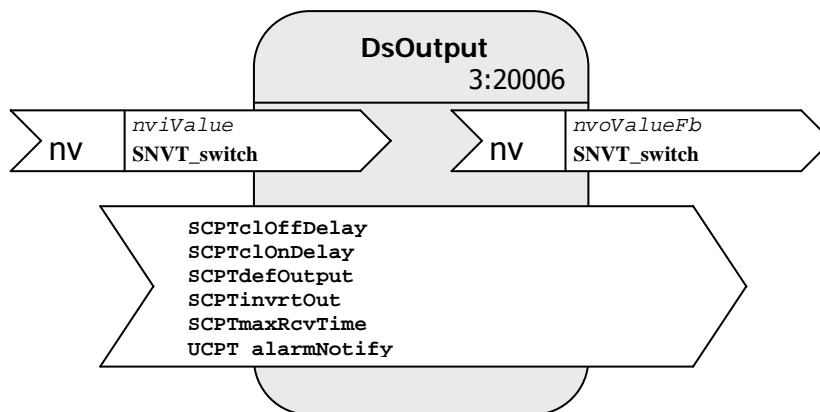 DsOutput
3:20006
nv
nviValue
SNVT_switch
nv
nvoValueFb
SNVT_switch
SCPTclOffDelay
SCPTclOnDelay
SCPTdefOutput
SCPTinvrtOut
SCPTmaxRcvTime
UCPT alarmNotify